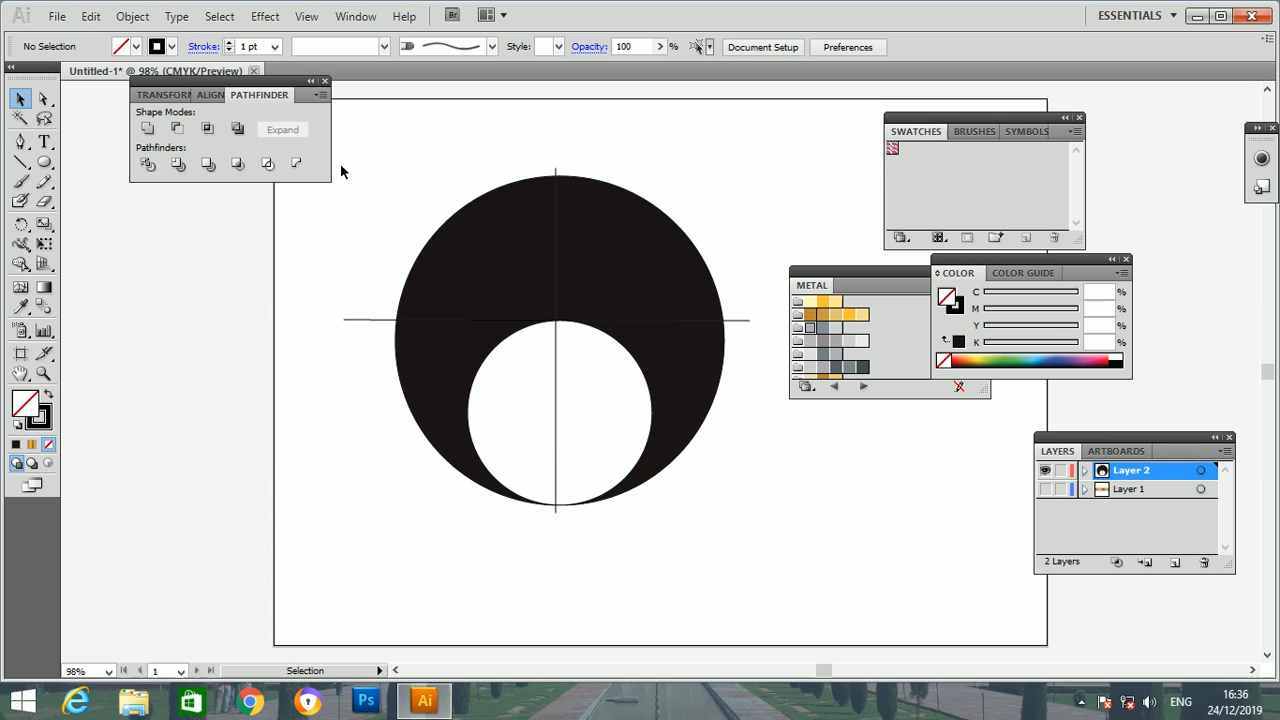 Ai File Edit Object Type Select Effect View Window Help Br ESSENTIALS
No Selection Stroke: 1 pt Style: Opacity: 100 % Document Setup Preferences
Untitled-1* @ 98% (CMYK/Preview)
TRANSFORM ALIGN PATHFINDER
Shape Modes:
Expand
Pathfinders:
SWATCHES BRUSHES SYMBOLS
METAL
COLOR COLOR GUIDE
C %
M %
Y %
K %
LAYERS ARTBOARDS
Layer 2
Layer 1
2 Layers
98% 1 Selection
Ps Ai ENG 16:36
24/12/2019